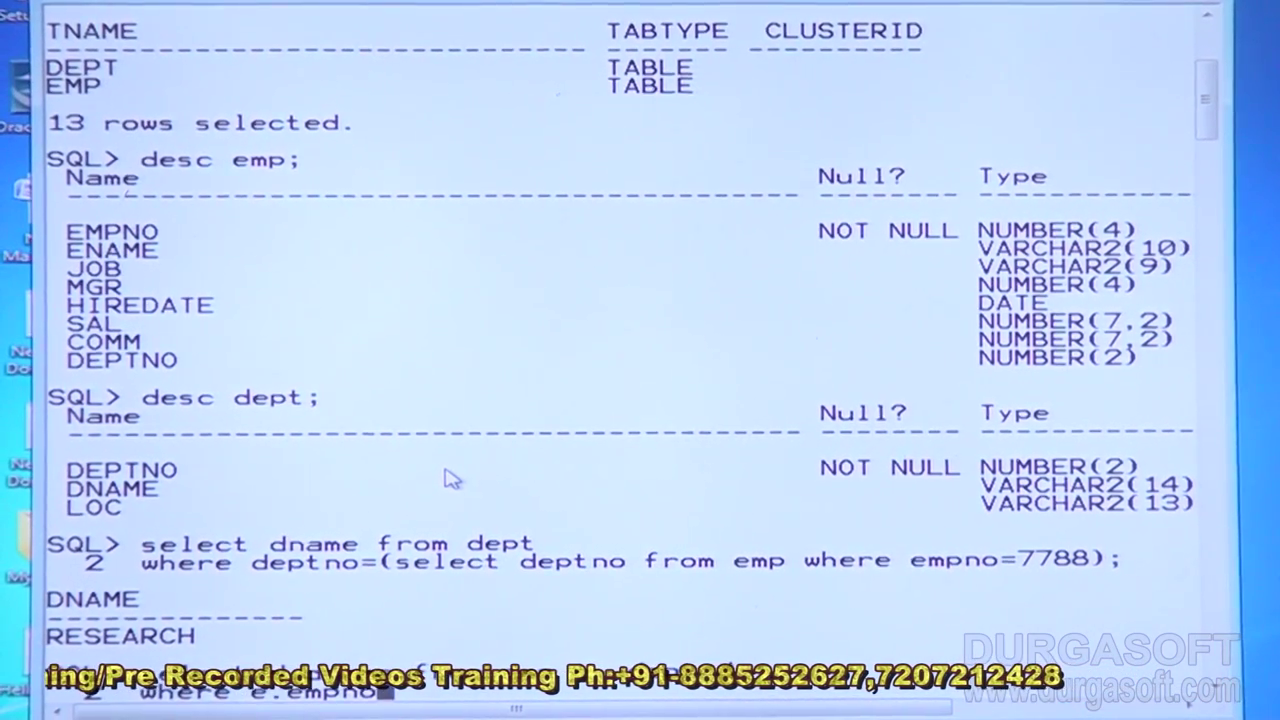 TNAME TABTYPE CLUSTERID
DEPT TABLE
EMP TABLE
13 rows selected.
SQL> desc emp;
Name Null? Type
EMPNO NOT NULL NUMBER(4)
ENAME VARCHAR2(10)
JOB VARCHAR2(9)
MGR NUMBER(4)
HIREDATE DATE
SAL NUMBER(7,2)
COMM NUMBER(7,2)
DEPTNO NUMBER(2)
SQL> desc dept;
Name Null? Type
DEPTNO NOT NULL NUMBER(2)
DNAME VARCHAR2(14)
LOC VARCHAR2(13)
SQL> select dname from dept
2 where deptno=(select deptno from emp where empno=7788);
DNAME
RESEARCH
ing/Pre Recorded Videos Training Ph:+91-8885252627,7207212428
2 where e.empno
DURGASOFT
www.durgasoft.com